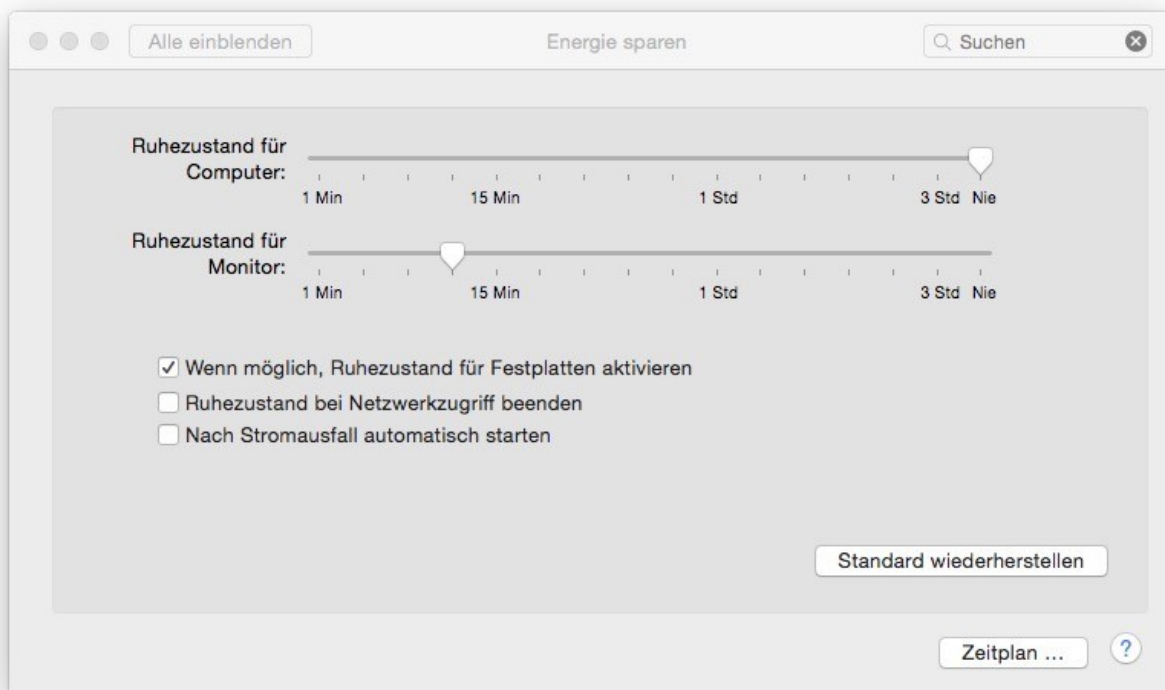 Alle einblenden
Energie sparen
Suchen
Ruhezustand für
Computer:
1 Min 15 Min 1 Std 3 Std Nie
Ruhezustand für
Monitor:
1 Min 15 Min 1 Std 3 Std Nie
Wenn möglich, Ruhezustand für Festplatten aktivieren
Ruhezustand bei Netzwerkzugriff beenden
Nach Stromausfall automatisch starten
Standard wiederherstellen
Zeitplan ...
?